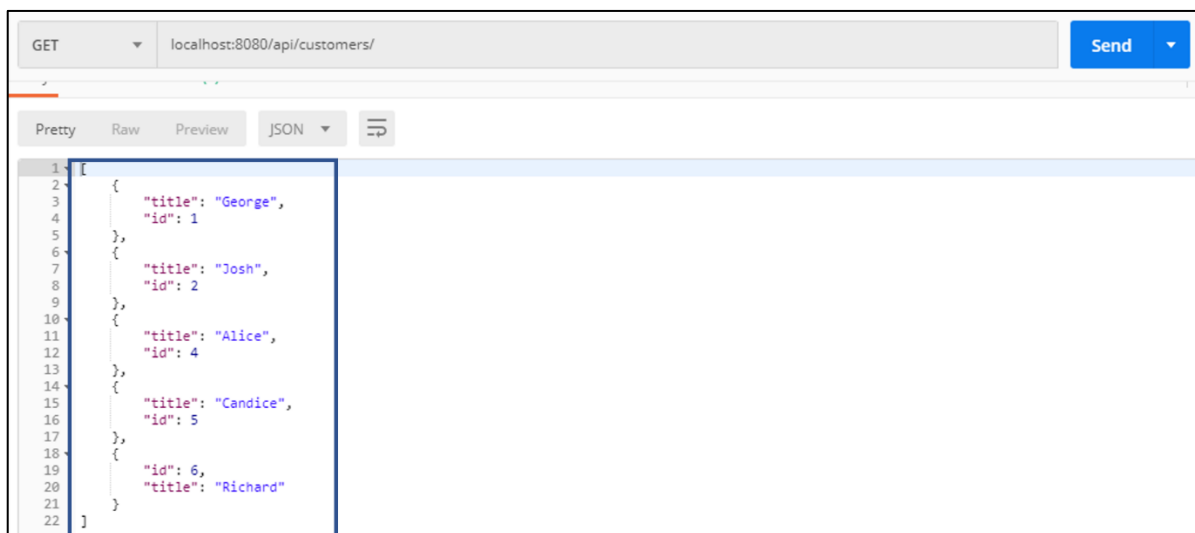 GET localhost:8080/api/customers/ Send
Pretty Raw Preview JSON
1 [
2 {
3 "title": "George",
4 "id": 1
5 },
6 {
7 "title": "Josh",
8 "id": 2
9 },
10 {
11 "title": "Alice",
12 "id": 4
13 },
14 {
15 "title": "Candice",
16 "id": 5
17 },
18 {
19 "id": 6,
20 "title": "Richard"
21 }
22 ]